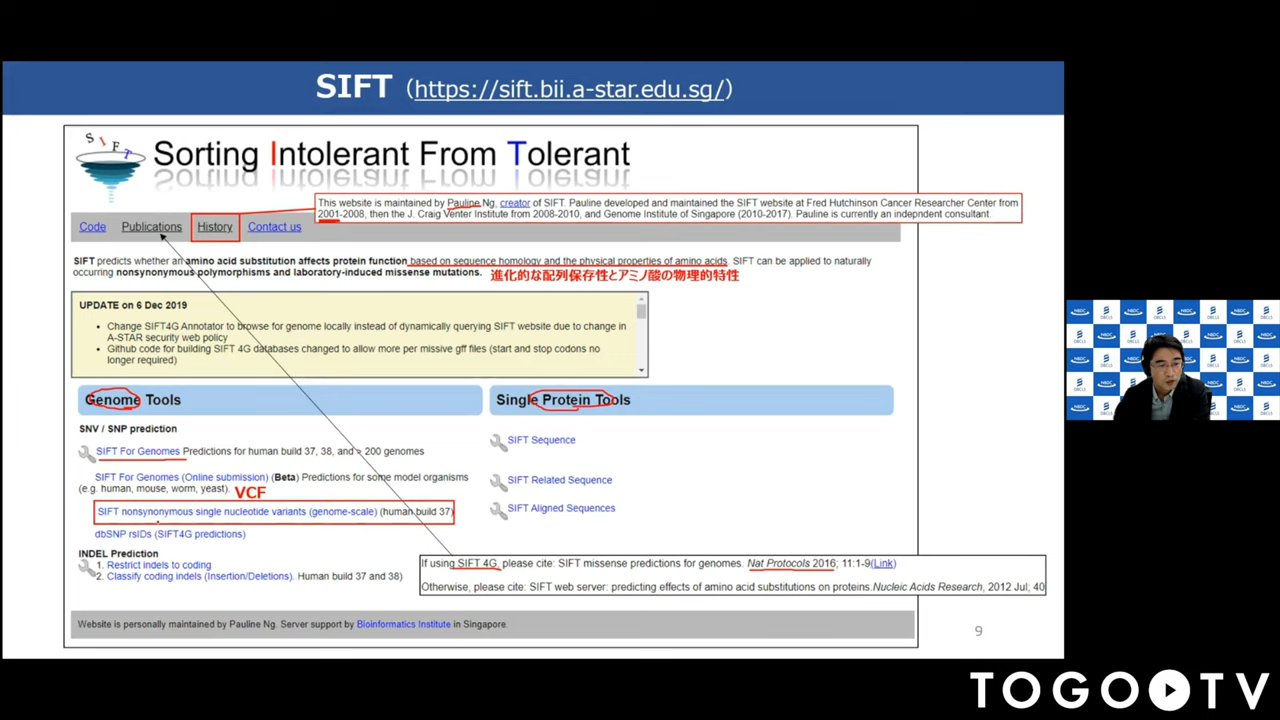 SIFT (https://sift.bii.a-star.edu.sg/)
S I F T
Sorting Intolerant From Tolerant
This website is maintained by Pauline Ng, creator of SIFT. Pauline developed and maintained the SIFT website at Fred Hutchinson Cancer Researcher Center from
2001-2008, then the J. Craig Venter Institute from 2008-2010, and Genome Institute of Singapore (2010-2017). Pauline is currently an indepndent consultant.
Code Publications History Contact us
SIFT predicts whether an amino acid substitution affects protein function based on sequence homology and the physical properties of amino acids. SIFT can be applied to naturally
occurring nonsynonymous polymorphisms and laboratory-induced missense mutations.
進化的な配列保存性とアミノ酸の物理的特性
UPDATE on 6 Dec 2019
• Change SIFT4G Annotator to browse for genome locally instead of dynamically querying SIFT website due to change in
A-STAR security web policy
• Github code for building SIFT 4G databases changed to allow more per missive gff files (start and stop codons no
longer required)
Genome Tools
SNV / SNP prediction
SIFT For Genomes Predictions for human build 37, 38, and > 200 genomes
SIFT For Genomes (Online submission) (Beta) Predictions for some model organisms
(e.g. human, mouse, worm, yeast).
VCF
SIFT nonsynonymous single nucleotide variants (genome-scale) (human build 37)
dbSNP rsIDs (SIFT4G predictions)
INDEL Prediction
1. Restrict indels to coding
2. Classify coding indels (Insertion/Deletions). Human build 37 and 38)
Single Protein Tools
SIFT Sequence
SIFT Related Sequence
SIFT Aligned Sequences
If using SIFT 4G, please cite: SIFT missense predictions for genomes. Nat Protocols 2016; 11:1-9(Link)
Otherwise, please cite: SIFT web server: predicting effects of amino acid substitutions on proteins.Nucleic Acids Research, 2012 Jul; 40
Website is personally maintained by Pauline Ng. Server support by Bioinformatics Institute in Singapore.
9
TOGO TV